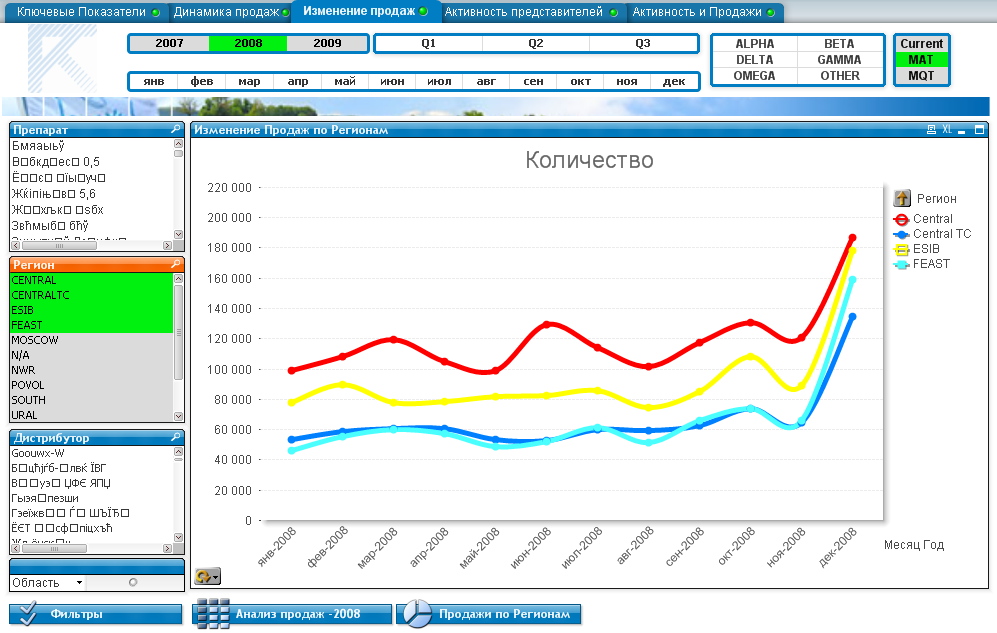 Ключевые Показатели Динамика продаж Изменение продаж Активность представителей Активность и Продажи
2007 2008 2009 Q1 Q2 Q3
янв фев мар апр май июн июл авг сен окт ноя дек
ALPHA BETA
DELTA GAMMA
OMEGA OTHER
Current
MAT
MQT
Препарат
Бмяаыьў
0,5
5,6
Регион
CENTRAL
CENTRALTC
ESIB
FEAST
MOSCOW
N/A
NWR
POVOL
SOUTH
URAL
Дистрибутор
Goouwx-W
Область
Фильтры
Изменение Продаж по Регионам XL
Количество
220 000
200 000
180 000
160 000
140 000
120 000
100 000
80 000
60 000
40 000
20 000
0
янв-2008 фев-2008 мар-2008 апр-2008 май-2008 июн-2008 июл-2008 авг-2008 сен-2008 окт-2008 ноя-2008 дек-2008
Месяц Год
Регион
Central
Central TC
ESIB
FEAST
Анализ продаж -2008 Продажи по Регионам